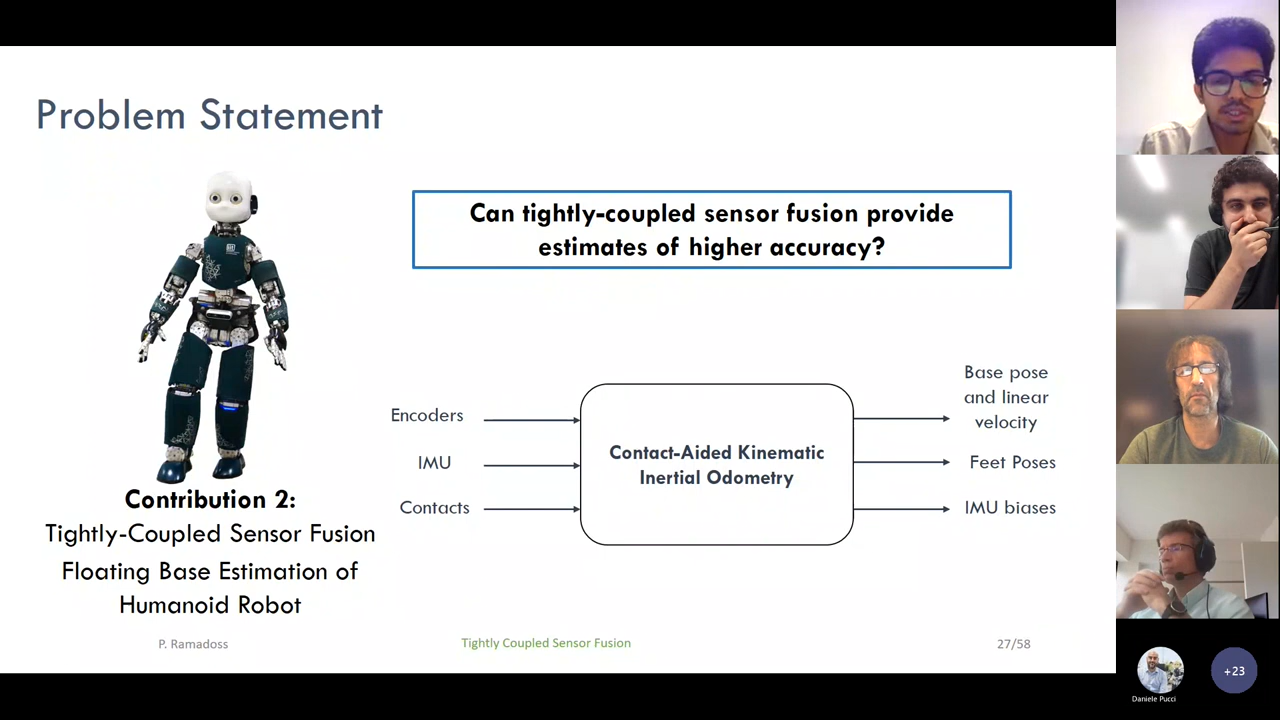 Problem Statement
Can tightly-coupled sensor fusion provide
estimates of higher accuracy?
Encoders
IMU
Contacts
Contact-Aided Kinematic
Inertial Odometry
Base pose
and linear
velocity
Feet Poses
IMU biases
Contribution 2:
Tightly-Coupled Sensor Fusion
Floating Base Estimation of
Humanoid Robot
P. Ramadoss
Tightly Coupled Sensor Fusion
27/58
Daniele Pucci
+23